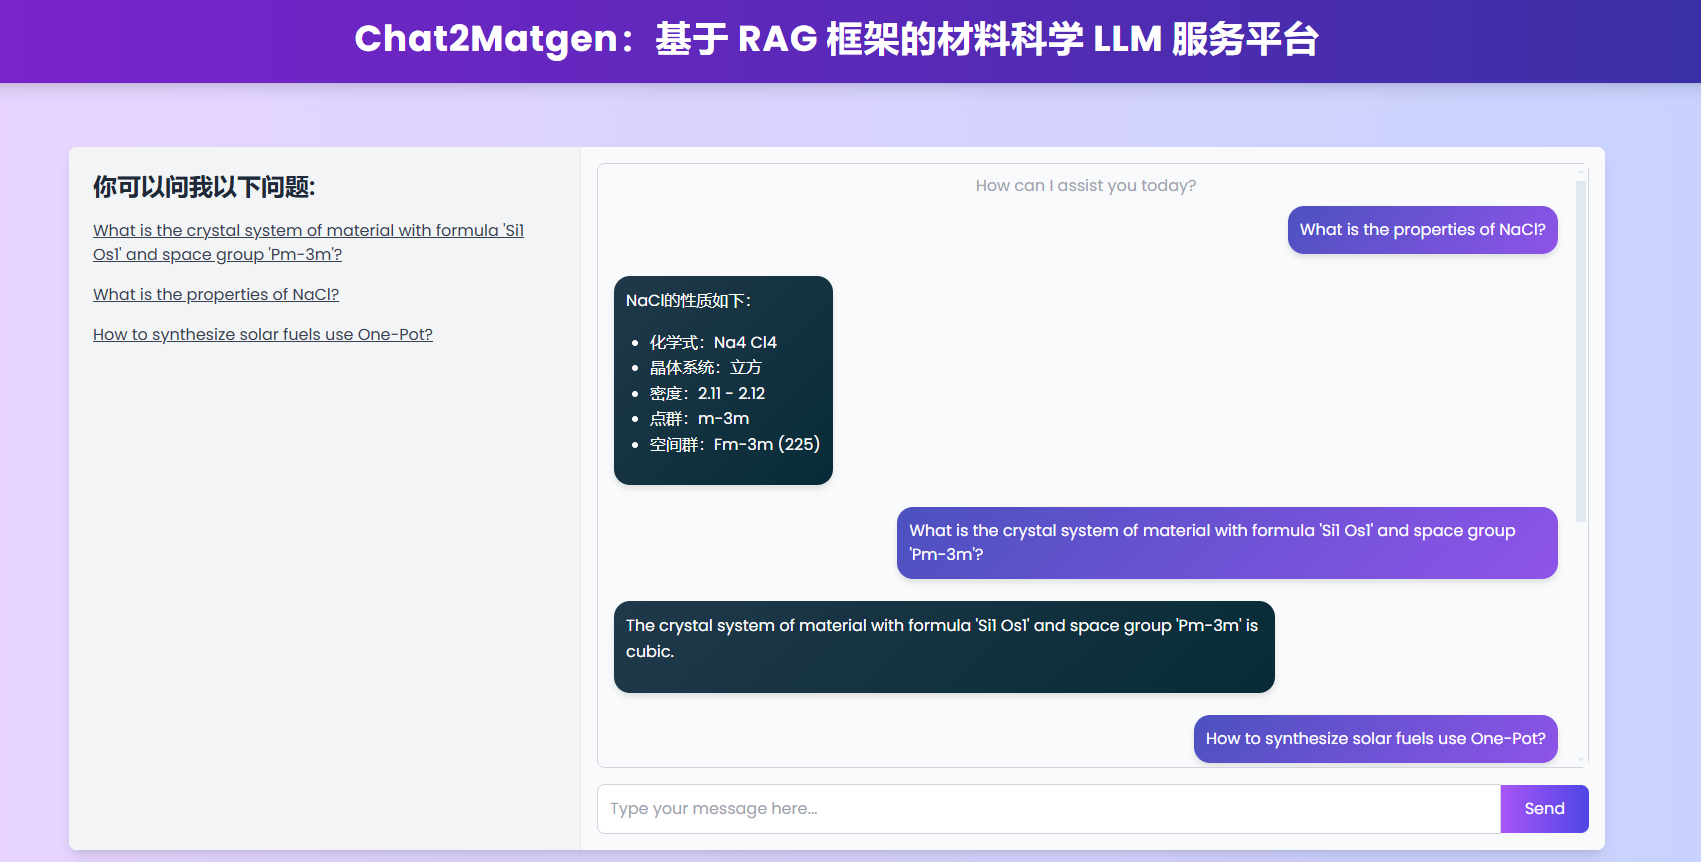 Chat2Matgen：基于 RAG 框架的材料科学 LLM 服务平台
你可以问我以下问题:
What is the crystal system of material with formula 'Si1
Os1' and space group 'Pm-3m'?
What is the properties of NaCl?
How to synthesize solar fuels use One-Pot?
How can I assist you today?
What is the properties of NaCl?
NaCl的性质如下：
• 化学式：Na4 Cl4
• 晶体系统：立方
• 密度：2.11 - 2.12
• 点群：m-3m
• 空间群：Fm-3m (225)
What is the crystal system of material with formula 'Si1 Os1' and space group
'Pm-3m'?
The crystal system of material with formula 'Si1 Os1' and space group 'Pm-3m' is
cubic.
How to synthesize solar fuels use One-Pot?
Type your message here...
Send